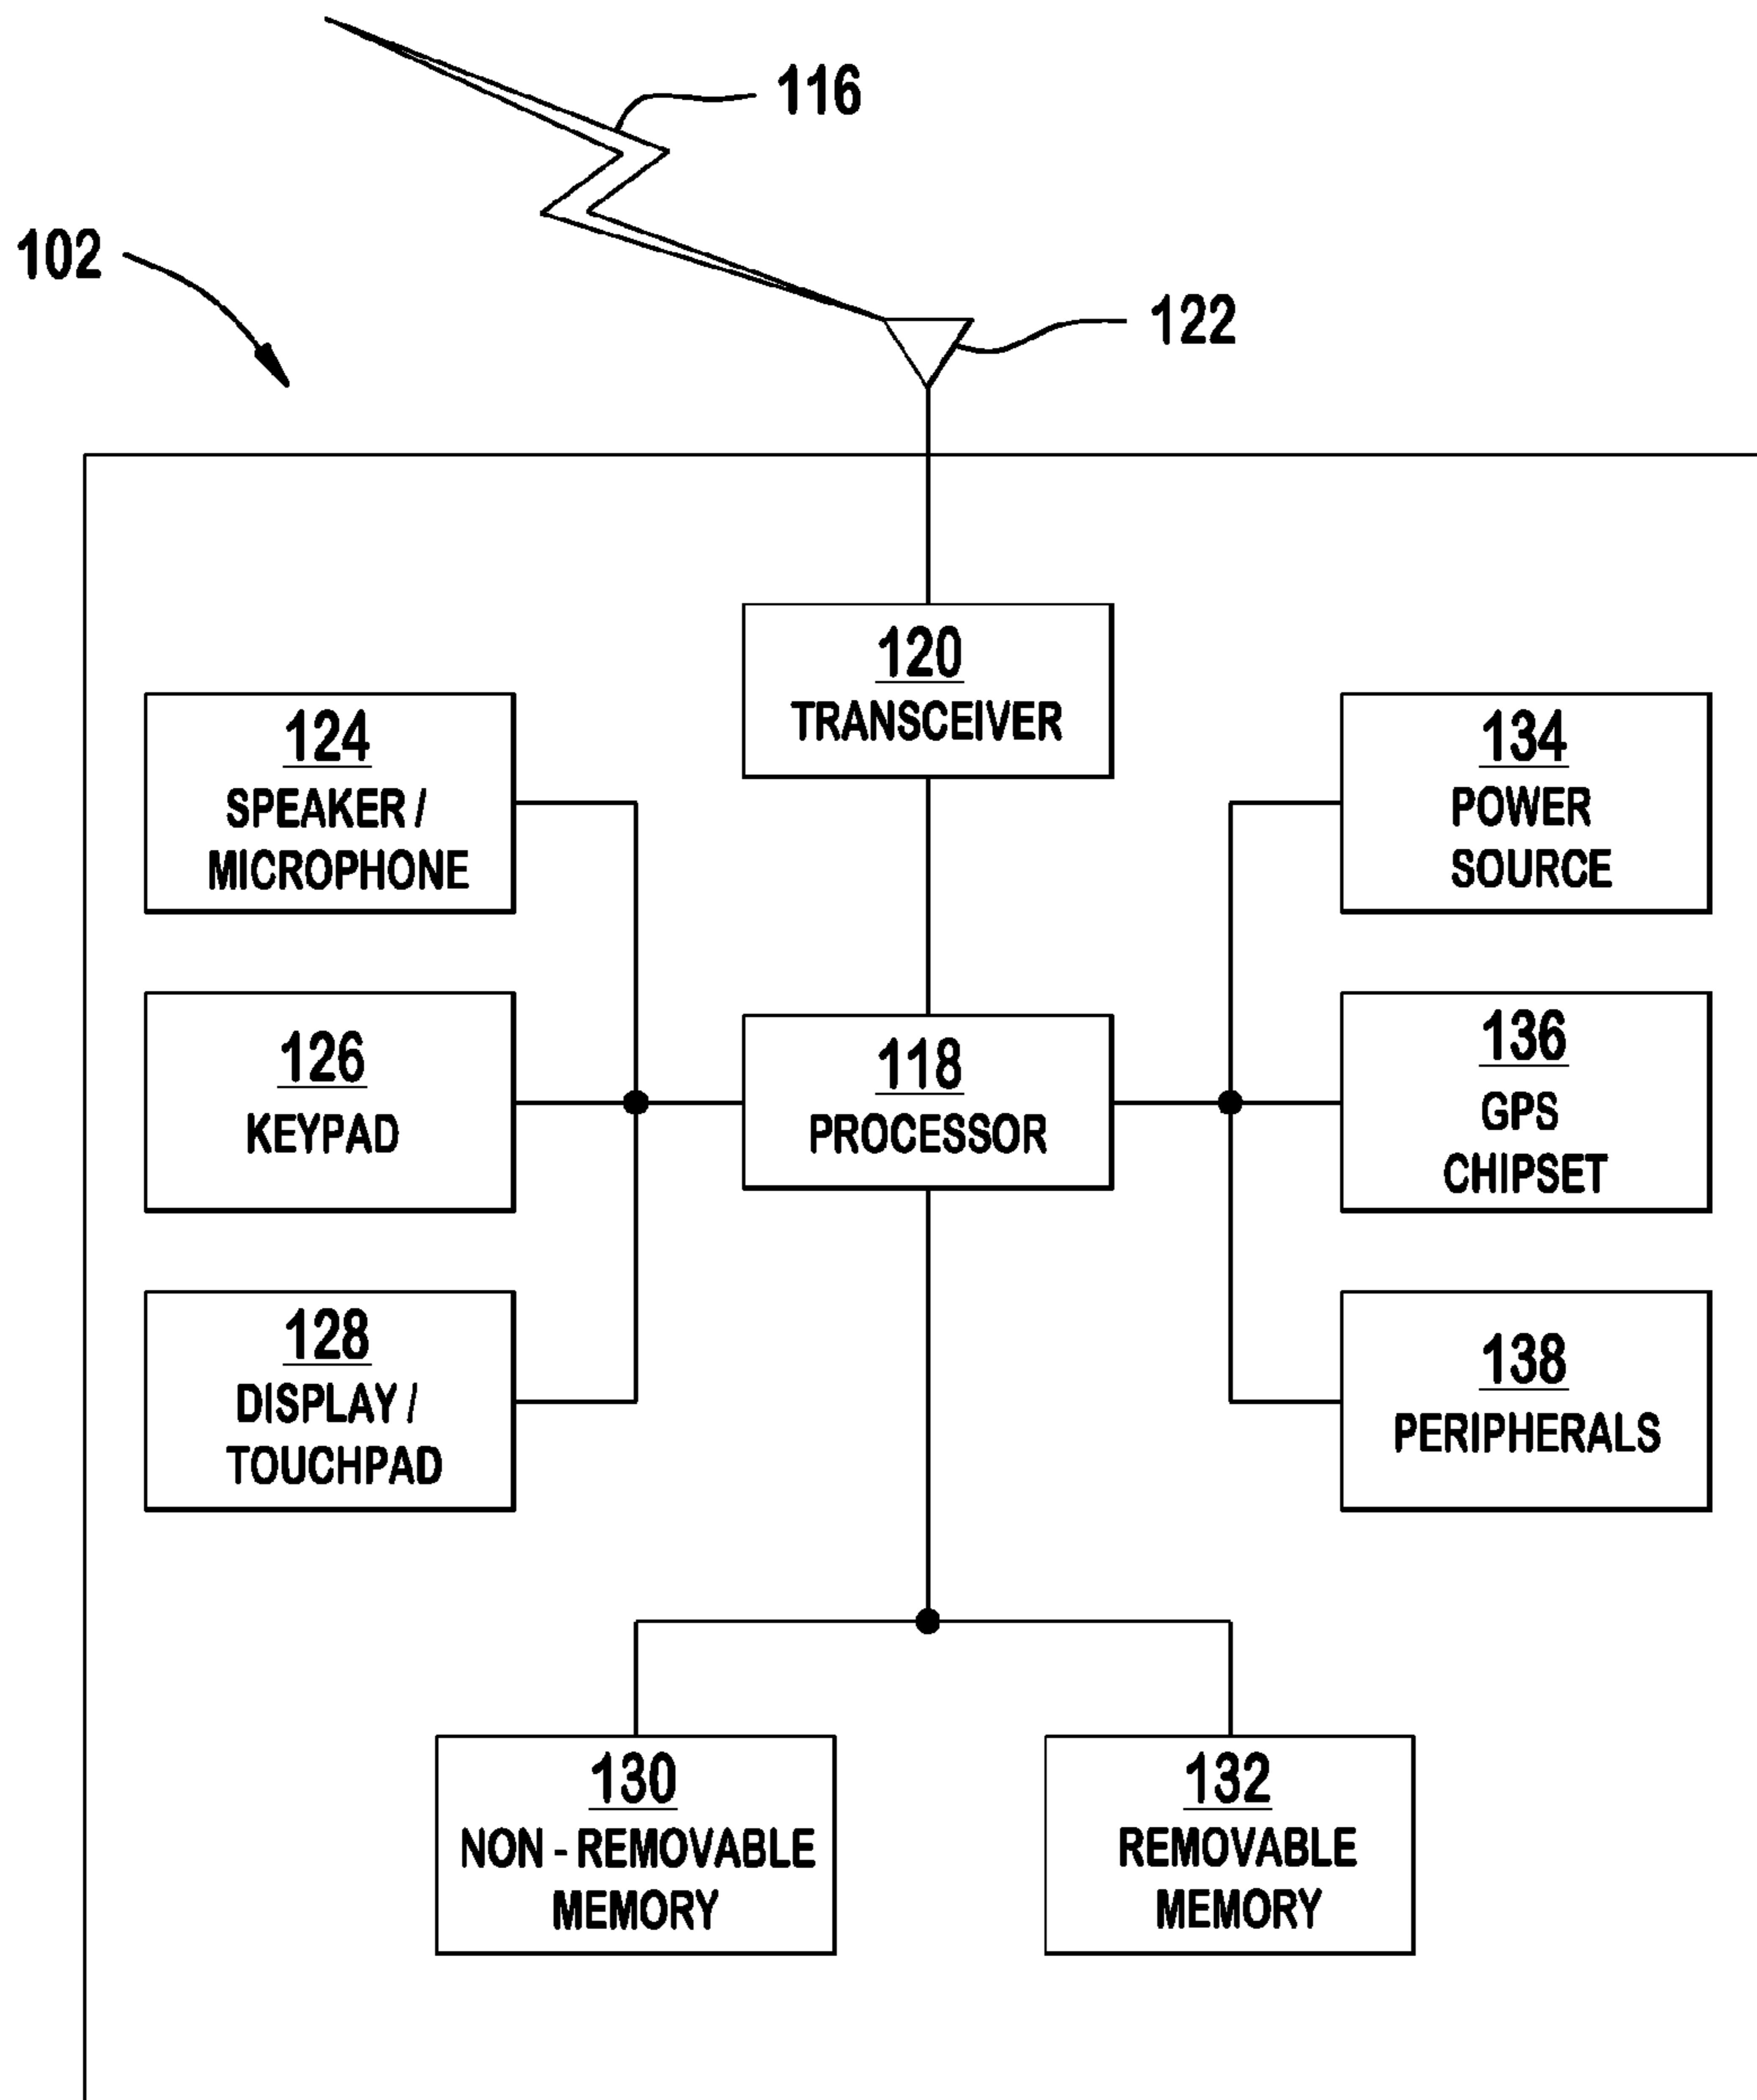 116
102
122
120
TRANSCEIVER
124
SPEAKER /
MICROPHONE
134
POWER
SOURCE
126
KEYPAD
118
PROCESSOR
136
GPS
CHIPSET
128
DISPLAY /
TOUCHPAD
138
PERIPHERALS
130
NON - REMOVABLE
MEMORY
132
REMOVABLE
MEMORY